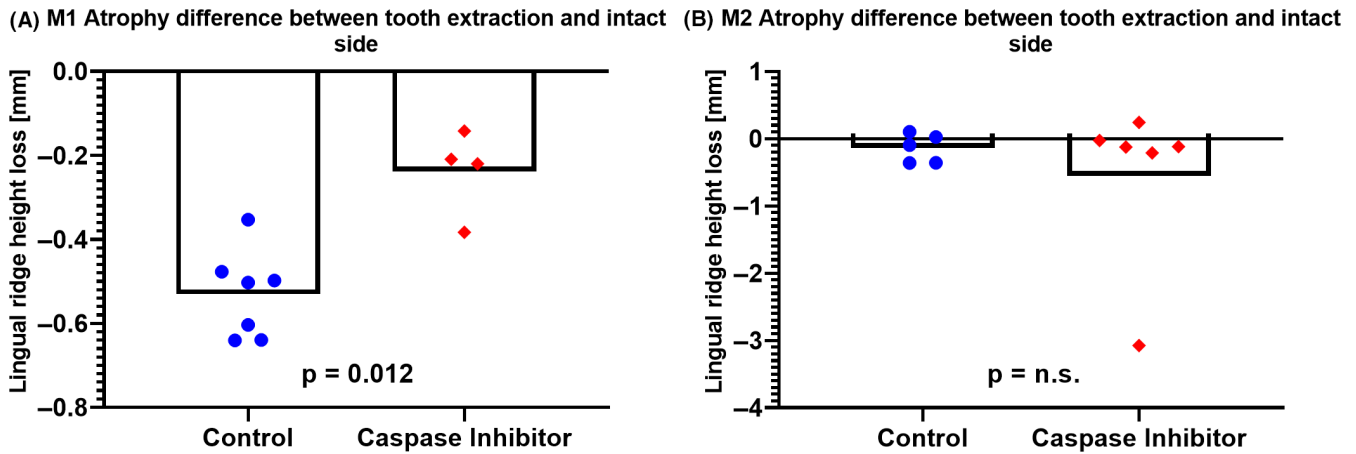 (A) M1 Atrophy difference between tooth extraction and intact
side
Lingual ridge height loss [mm]
0.0
–0.2
–0.4
–0.6
–0.8
p = 0.012
Control
Caspase Inhibitor
(B) M2 Atrophy difference between tooth extraction and intact
side
Lingual ridge height loss [mm]
1
0
–1
–2
–3
–4
p = n.s.
Control
Caspase Inhibitor